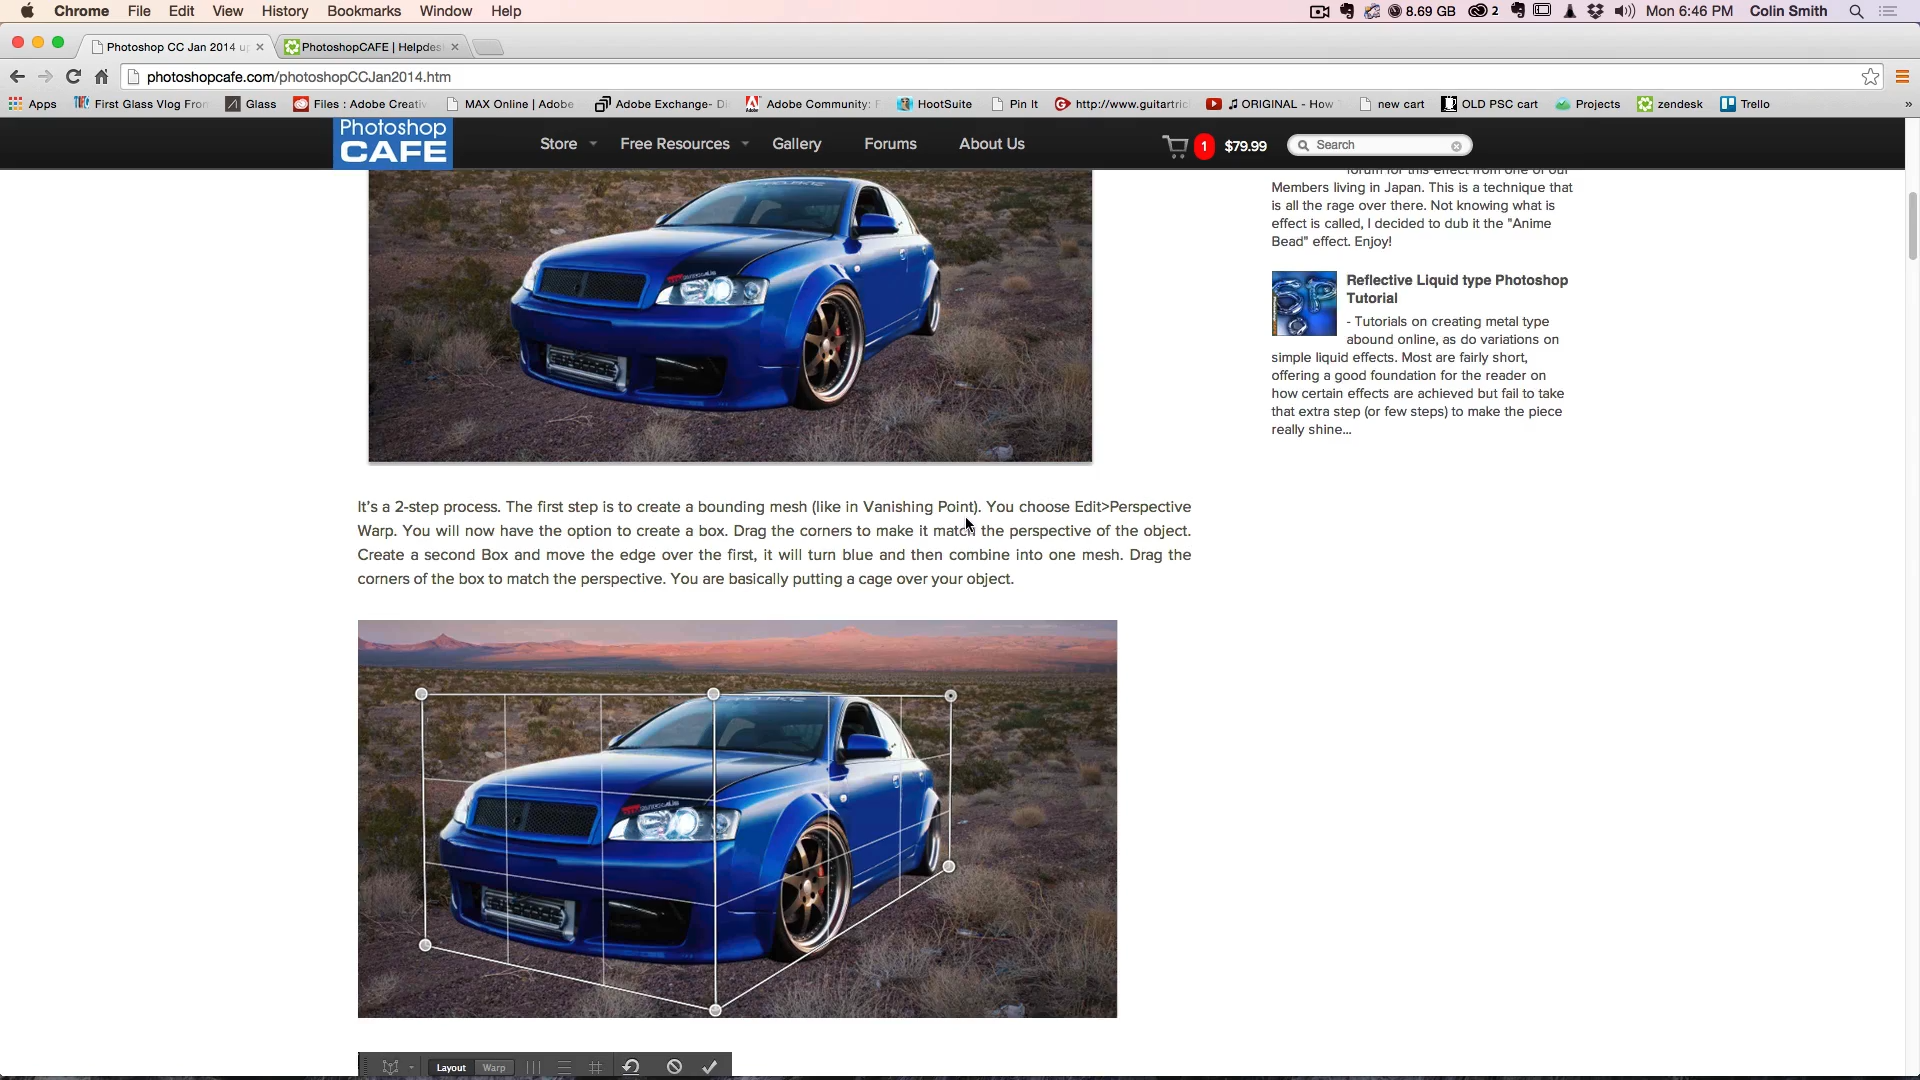 Chrome File Edit View History Bookmarks Window Help 8.69 GB 2 Mon 6:46 PM Colin Smith
Photoshop CC Jan 2014 u
PhotoshopCAFE | Helpdes
photoshopcafe.com/photoshopCCJan2014.htm
Apps First Glass Vlog From Glass Files : Adobe Creati MAX Online | Adobe Adobe Exchange- Di Adobe Community: F HootSuite Pin It http://www.guitartric ORIGINAL - How new cart OLD PSC cart Projects zendesk Trello »
Photoshop
CAFE
Store Free Resources Gallery Forums About Us 1 $79.99 Search
forum for this effect from one of our
Members living in Japan. This is a technique that
is all the rage over there. Not knowing what is
effect is called, I decided to dub it the "Anime
Bead" effect. Enjoy!
Reflective Liquid type Photoshop
Tutorial
- Tutorials on creating metal type
abound online, as do variations on
simple liquid effects. Most are fairly short,
offering a good foundation for the reader on
how certain effects are achieved but fail to take
that extra step (or few steps) to make the piece
really shine...
It's a 2-step process. The first step is to create a bounding mesh (like in Vanishing Point). You choose Edit>Perspective
Warp. You will now have the option to create a box. Drag the corners to make it match the perspective of the object.
Create a second Box and move the edge over the first, it will turn blue and then combine into one mesh. Drag the
corners of the box to match the perspective. You are basically putting a cage over your object.
Layout Warp